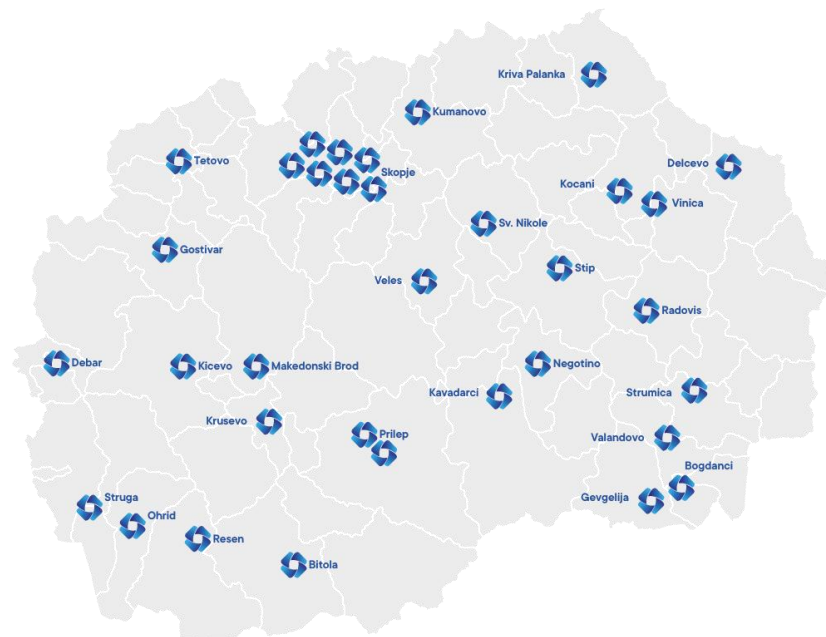 Kriva Palanka
Kumanovo
Tetovo
Skopje
Delcevo
Kocani
Vinica
Sv. Nikole
Gostivar
Stip
Veles
Radovis
Debar
Kicevo
Makedonski Brod
Negotino
Kavadarci
Strumica
Krusevo
Prilep
Valandovo
Bogdanci
Struga
Gevgelija
Ohrid
Resen
Bitola